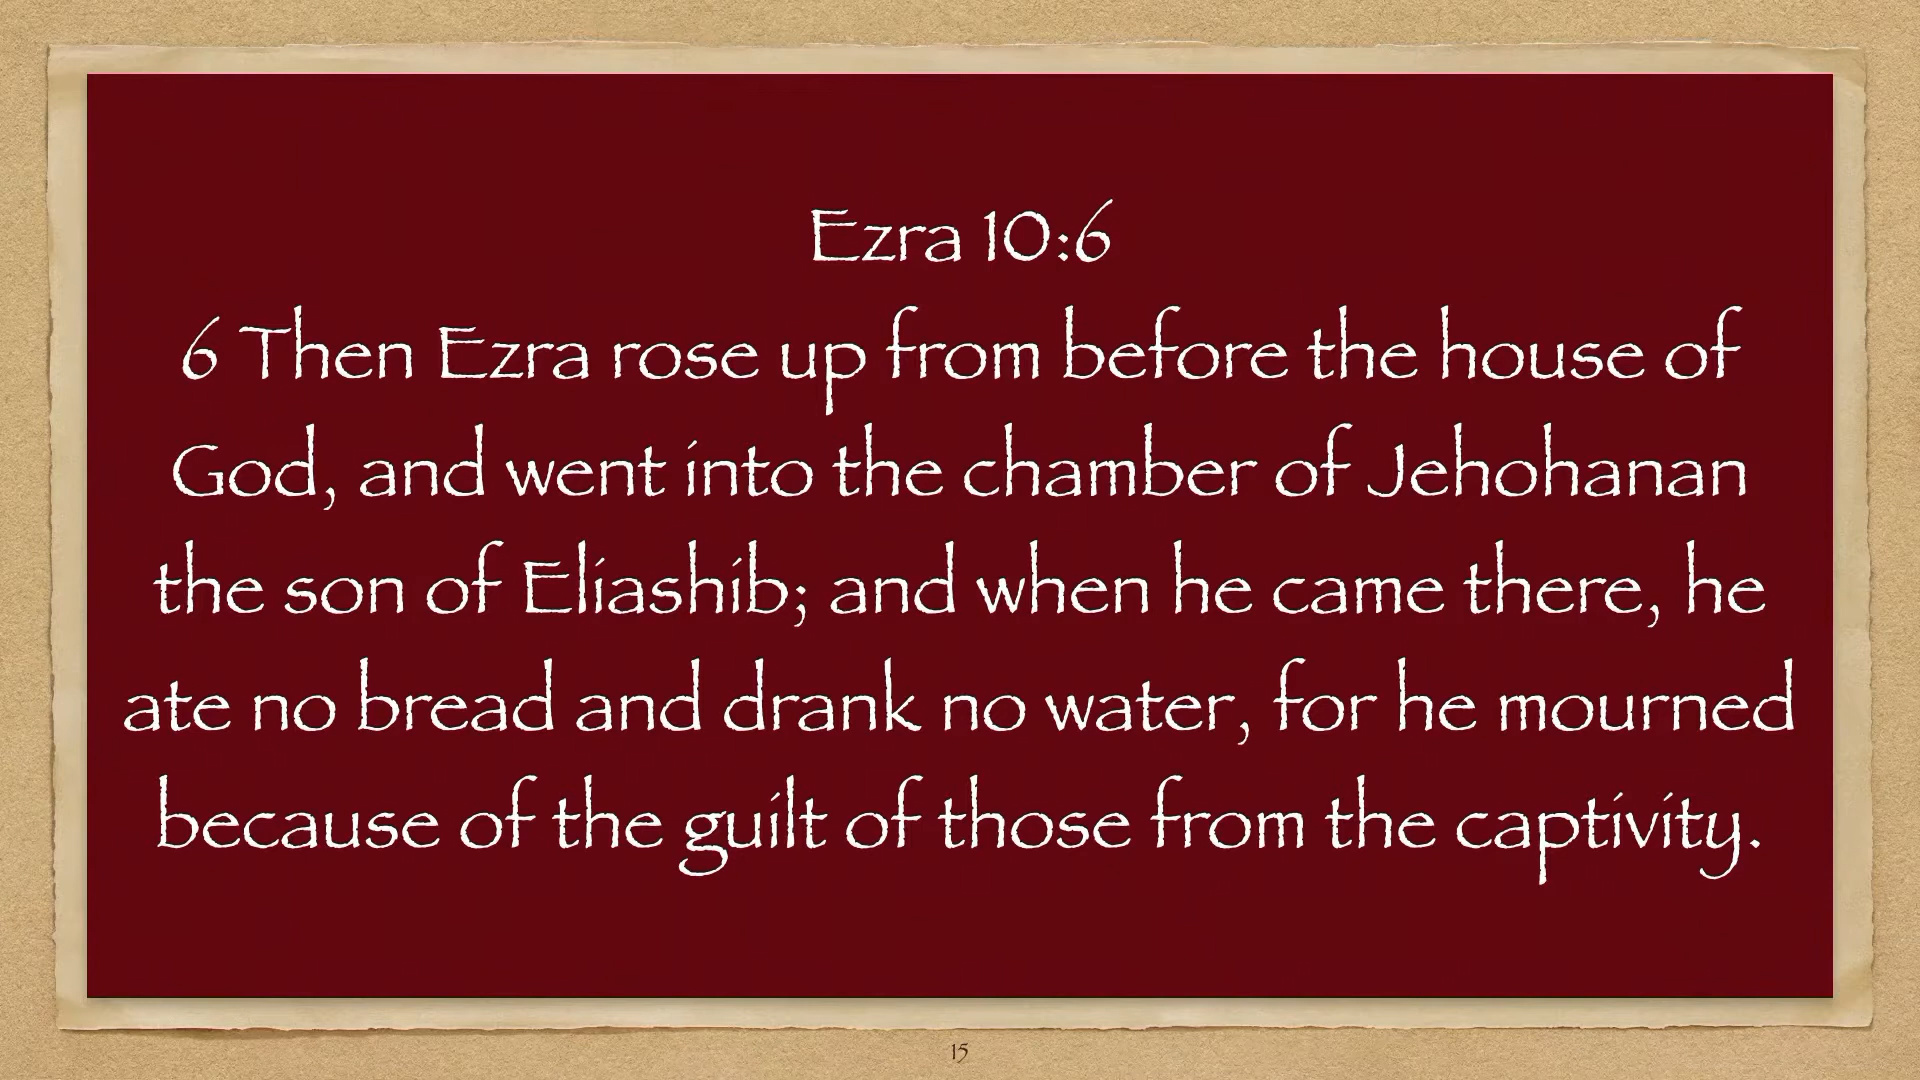 Ezra 10:6
6 Then Ezra rose up from before the house of
God, and went into the chamber of Jehohanan
the son of Eliashib; and when he came there, he
ate no bread and drank no water, for he mourned
because of the guilt of those from the captivity.
15